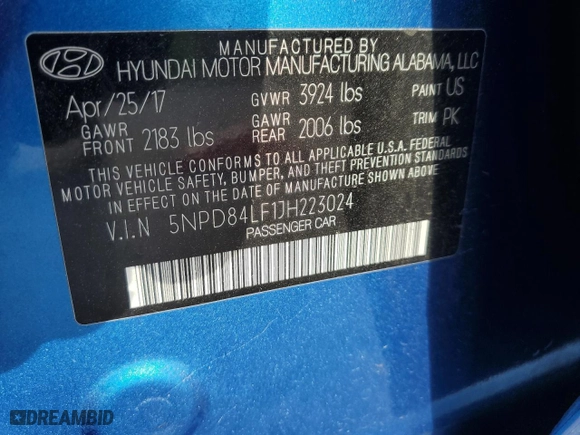 MANUFACTURED BY
HYUNDAI MOTOR MANUFACTURING ALABAMA, LLC
Apr/25/17 GVWR 3924 lbs PAINT US
GAWR FRONT 2183 lbs GAWR REAR 2006 lbs TRIM PK
THIS VEHICLE CONFORMS TO ALL APPLICABLE U.S.A. FEDERAL
MOTOR VEHICLE SAFETY, BUMPER, AND THEFT PREVENTION STANDARDS
IN EFFECT ON THE DATE OF MANUFACTURE SHOWN ABOVE
V.I.N 5NPD84LF1JH223024
PASSENGER CAR
DREAMBID